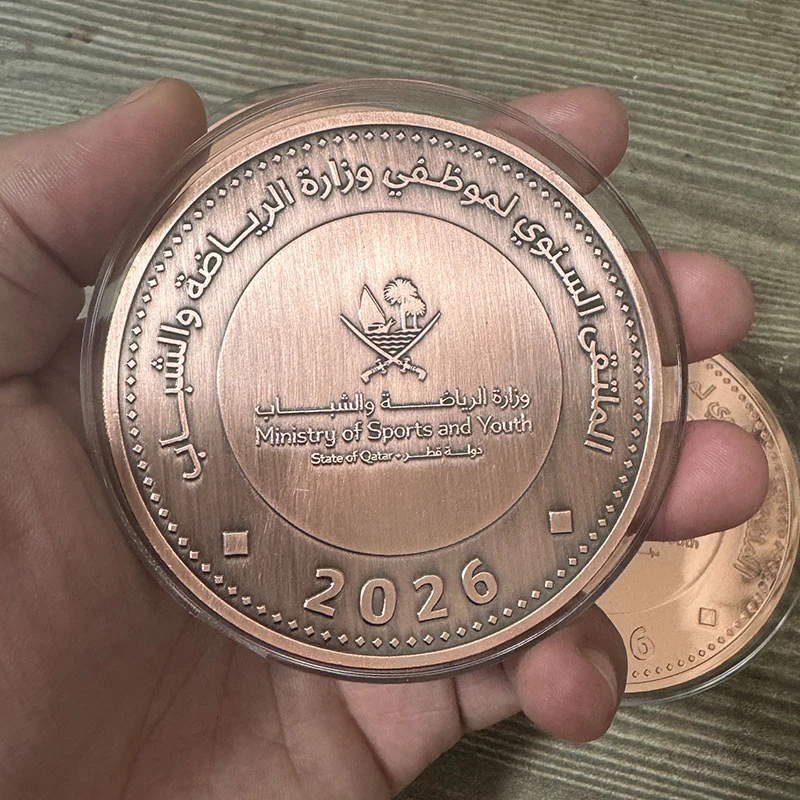 الملتقى السنوي لموظفي وزارة الرياضة والشباب
وزارة الرياضة والشباب
Ministry of Sports and Youth
State of Qatar • دولة قطر
2026
6